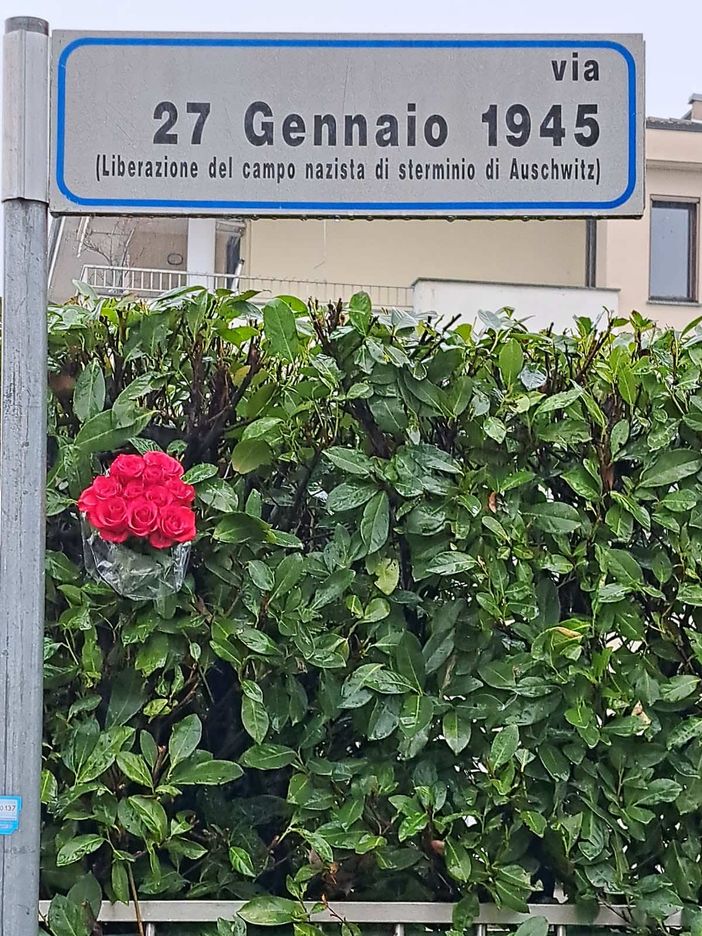 via
27 Gennaio 1945
(Liberazione del campo nazista di sterminio di Auschwitz)